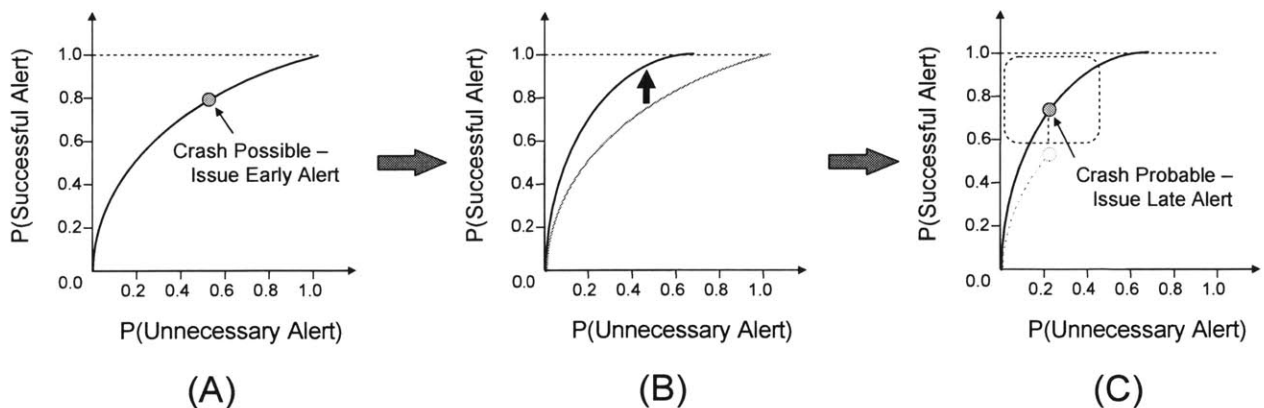 P(Successful Alert)
1.0
0.8
0.6
0.4
0.2
0.0
0.2 0.4 0.6 0.8 1.0
Crash Possible –
Issue Early Alert
P(Unnecessary Alert)
(A)
P(Successful Alert)
1.0
0.8
0.6
0.4
0.2
0.0
0.2 0.4 0.6 0.8 1.0
P(Unnecessary Alert)
(B)
P(Successful Alert)
1.0
0.8
0.6
0.4
0.2
0.0
0.2 0.4 0.6 0.8 1.0
Crash Probable –
Issue Late Alert
P(Unnecessary Alert)
(C)